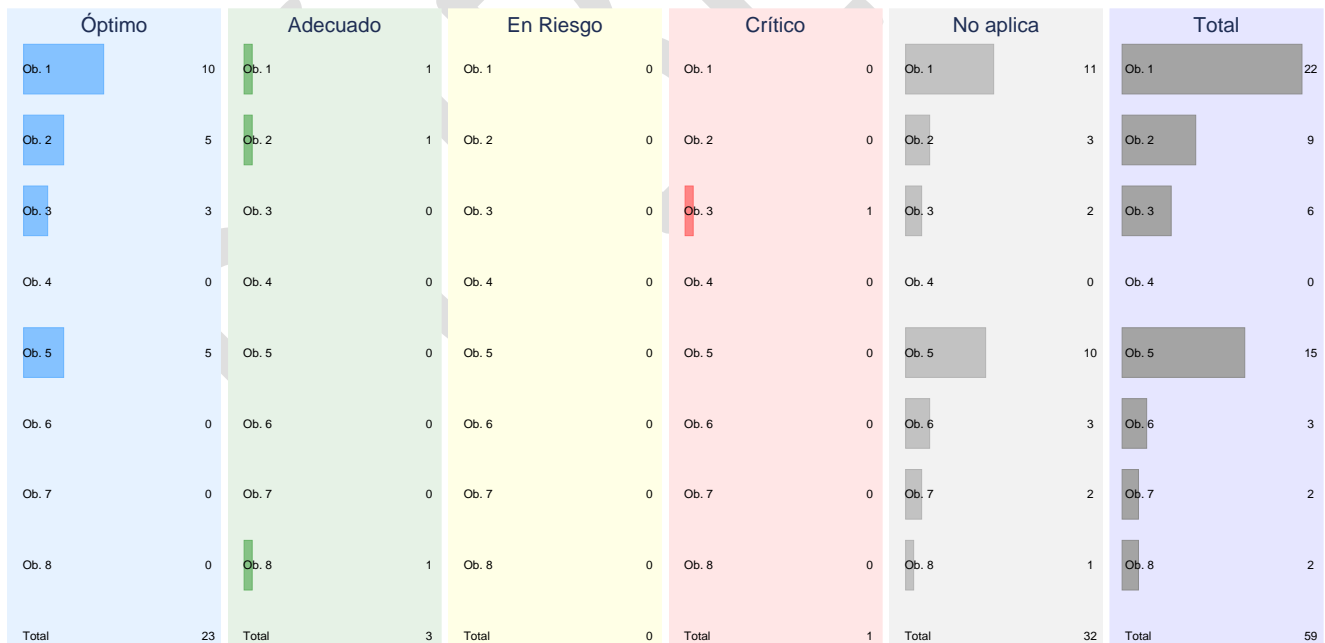 Óptimo Adecuado En Riesgo Crítico No aplica Total
Ob. 1 10 Ob. 1 1 Ob. 1 0 Ob. 1 0 Ob. 1 11 Ob. 1 22
Ob. 2 5 Ob. 2 1 Ob. 2 0 Ob. 2 0 Ob. 2 3 Ob. 2 9
Ob. 3 3 Ob. 3 0 Ob. 3 0 Ob. 3 1 Ob. 3 2 Ob. 3 6
Ob. 4 0 Ob. 4 0 Ob. 4 0 Ob. 4 0 Ob. 4 0 Ob. 4 0
Ob. 5 5 Ob. 5 0 Ob. 5 0 Ob. 5 0 Ob. 5 10 Ob. 5 15
Ob. 6 0 Ob. 6 0 Ob. 6 0 Ob. 6 0 Ob. 6 3 Ob. 6 3
Ob. 7 0 Ob. 7 0 Ob. 7 0 Ob. 7 0 Ob. 7 2 Ob. 7 2
Ob. 8 0 Ob. 8 1 Ob. 8 0 Ob. 8 0 Ob. 8 1 Ob. 8 2
Total 23 Total 3 Total 0 Total 1 Total 32 Total 59